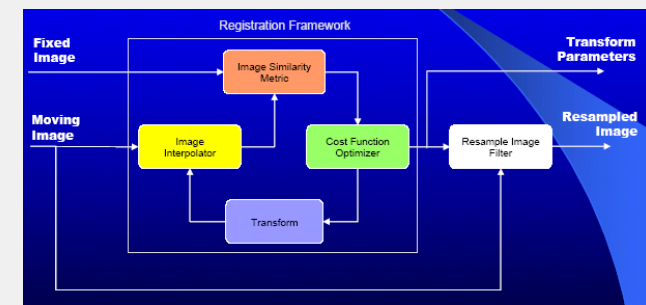 Registration Framework
Fixed
Image
Transform
Parameters
Image Similarity
Metric
Moving
Image
Resampled
Image
Image
Interpolator
Cost Function
Optimizer
Resample Image
Filter
Transform